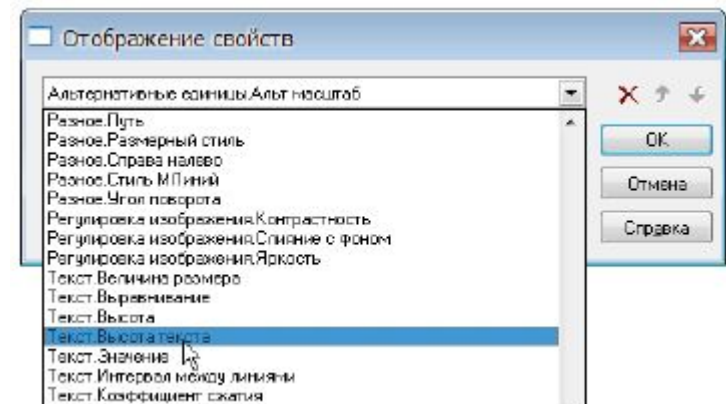 Отображение свойств
Альтернативные единицы.Альт масштаб
Разное.Путь
Разное.Размерный стиль
OK
Разное.Справа налево
Разное.Стиль МЛиний
Отмена
Разное.Угол поворота
Регулировка изображения.Контрастность
Справка
Регулировка изображения.Слияние с фоном
Регулировка изображения.Яркость
Текст.Величина размера
Текст.Выравнивание
Текст.Высота
Текст.Высота текста
Текст.Значение
Текст.Интервал между линиями
Текст.Коэффициент сжатия